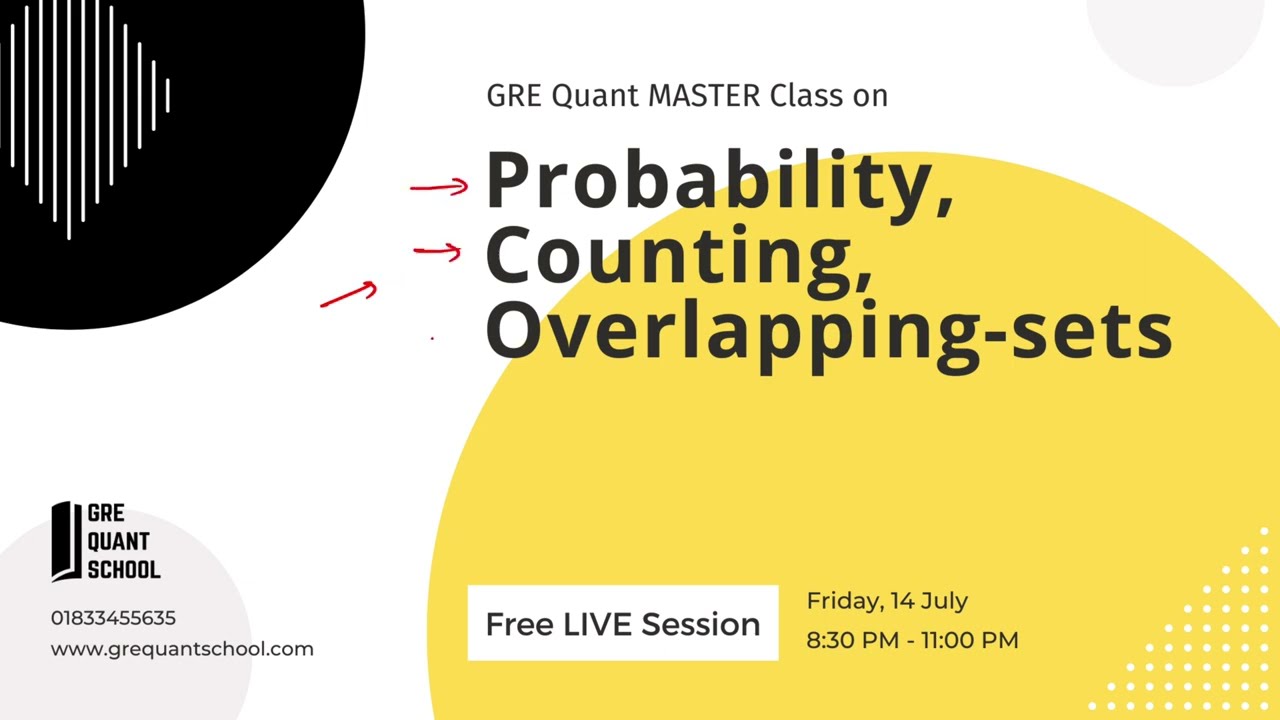 GRE Quant MASTER Class on
Probability,
Counting,
Overlapping-sets
GRE
QUANT
SCHOOL
01833455635
www.grequantschool.com
Free LIVE Session
Friday, 14 July
8:30 PM - 11:00 PM